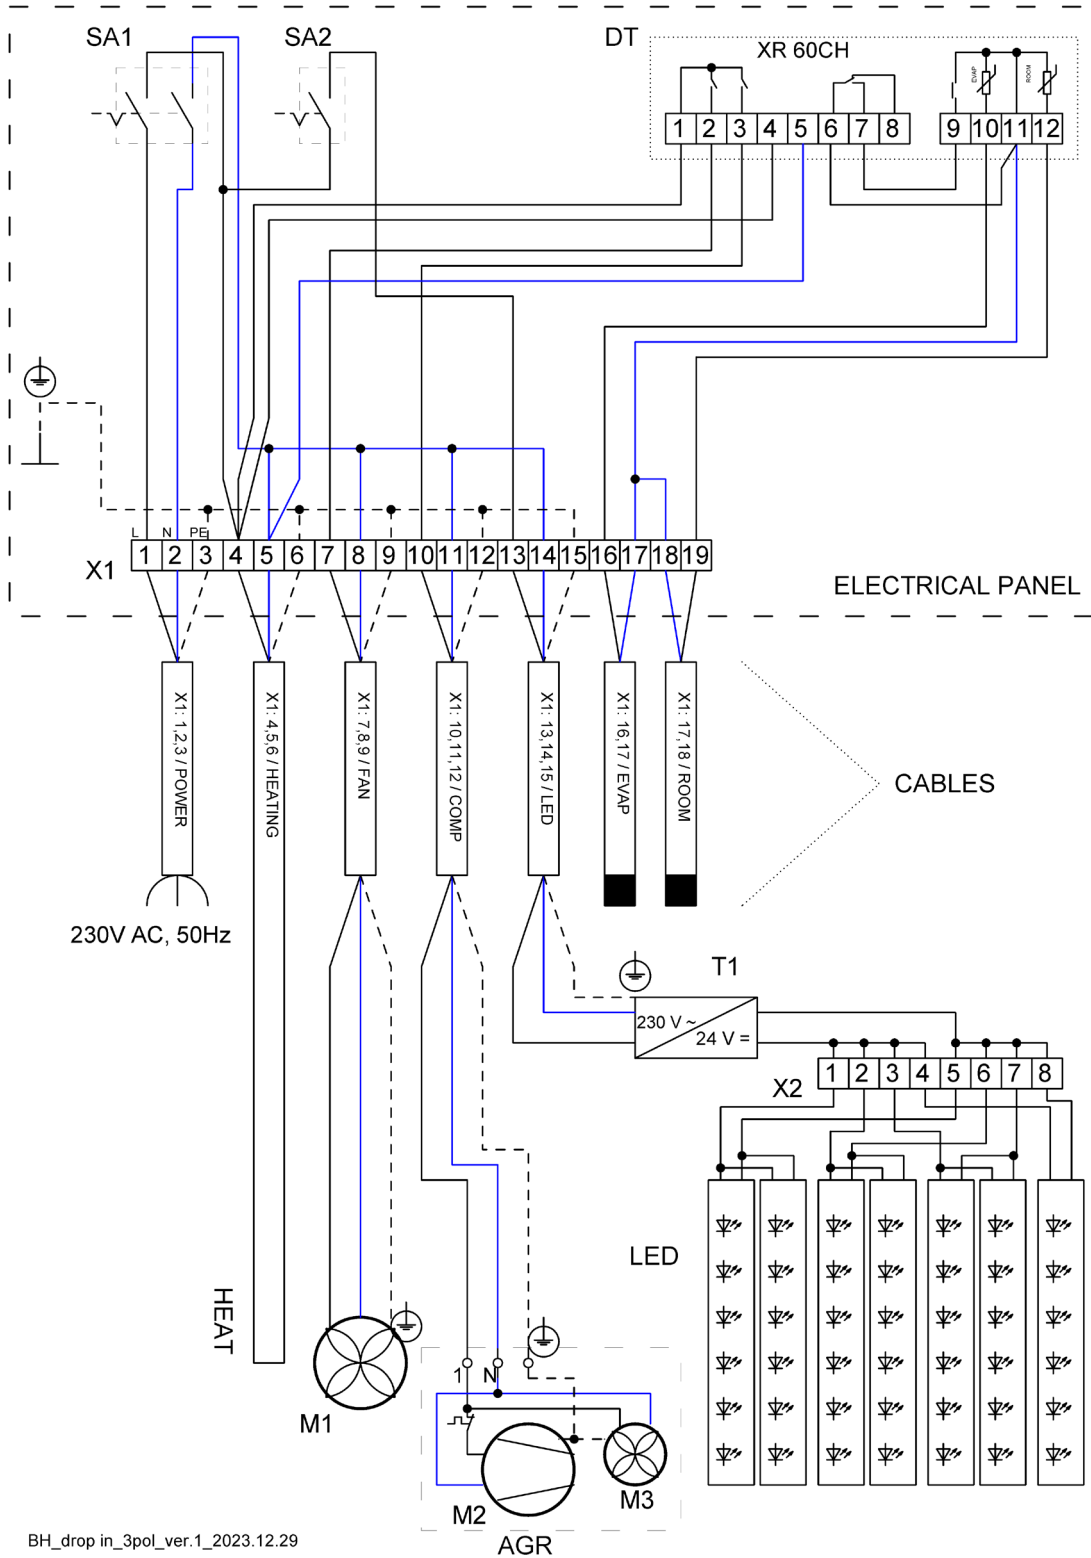 SA1
SA2
DT
XR 60CH
EVAP
ROOM
1 2 3 4 5 6 7 8
9 10 11 12
L N PE
1 2 3 4 5 6 7 8 9 10 11 12 13 14 15 16 17 18 19
X1
ELECTRICAL PANEL
X1: 1,2,3 / POWER
X1: 4,5,6 / HEATING
X1: 7,8,9 / FAN
X1: 10,11,12 / COMP
X1: 13,14,15 / LED
X1: 16,17 / EVAP
X1: 17,18 / ROOM
CABLES
230V AC, 50Hz
T1
230 V ~
24 V =
X2
1 2 3 4 5 6 7 8
LED
HEAT
M1
1 N
M2
M3
AGR
BH_drop in_3pol_ver.1_2023.12.29